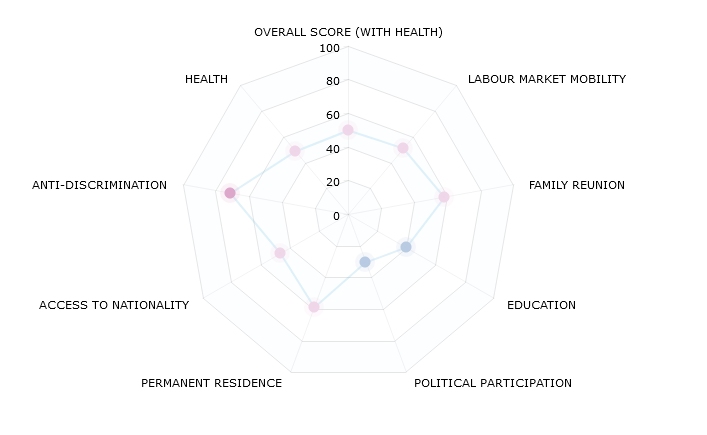 OVERALL SCORE (WITH HEALTH)
100
HEALTH
80
LABOUR MARKET MOBILITY
60
40
ANTI-DISCRIMINATION
20
FAMILY REUNION
0
ACCESS TO NATIONALITY
EDUCATION
PERMANENT RESIDENCE
POLITICAL PARTICIPATION